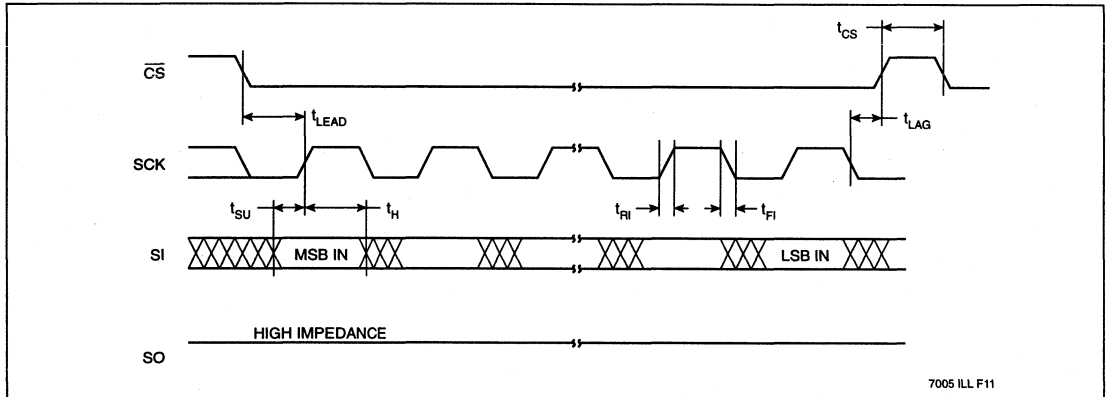 tCS
CS
tLEAD
tLAG
SCK
tSU
tH
tRI
tFI
SI
MSB IN
LSB IN
HIGH IMPEDANCE
SO
7005 ILL F11